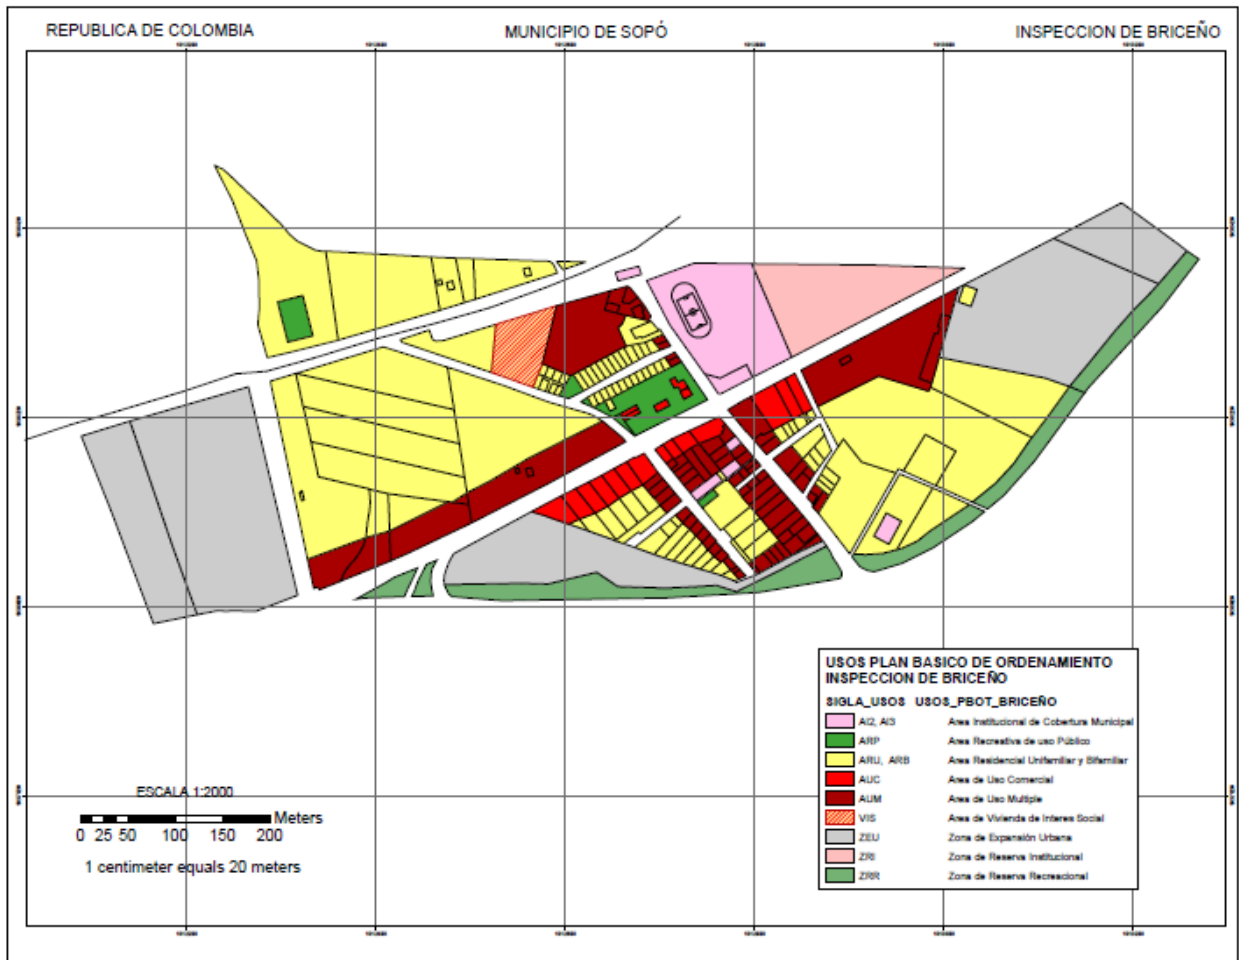 REPUBLICA DE COLOMBIA
MUNICIPIO DE SOPÓ
INSPECCION DE BRICEÑO
USOS PLAN BASICO DE ORDENAMIENTO
INSPECCION DE BRICEÑO
SIGLA_USOS USOS_PBOT_BRICEÑO
AI2, AI3 Area Institucional de Cobertura Municipal
ARP Area Recreativa de uso Público
ARU, ARB Area Residencial Unifamiliar y Bifamiliar
AUC Area de Uso Comercial
AUM Area de Uso Multiple
VIS Area de Vivienda de Interes Social
ZEU Zona de Expansión Urbana
ZRI Zona de Reserva Institucional
ZRR Zona de Reserva Recreacional
ESCALA 1:2000
Meters
0 25 50 100 150 200
1 centimeter equals 20 meters